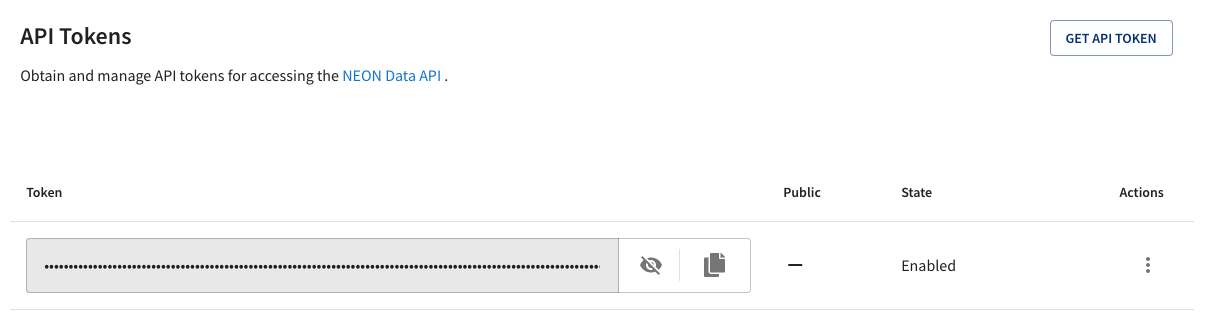 API Tokens
GET API TOKEN
Obtain and manage API tokens for accessing the NEON Data API .
Token Public State Actions
Enabled